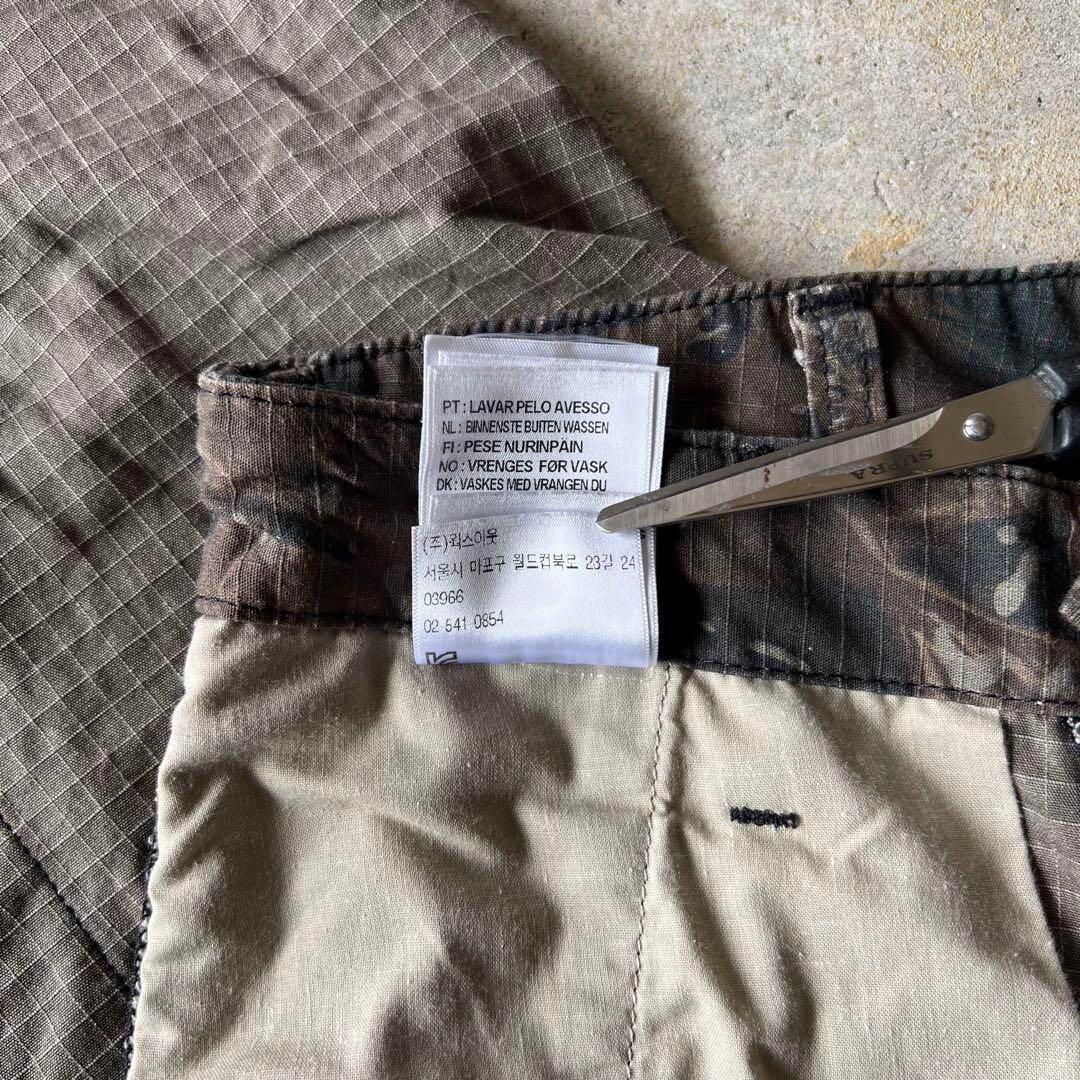 PT : LAVAR PELO AVESSO
NL : BINNENSTE BUITEN WASSEN
FI : PESE NURINPÄIN
NO : VRENGES FØR VASK
DK : VASKES MED VRANGEN UD
(주)웍스아웃
서울시 마포구 월드컵북로 23길 24
03966
02 541 0854
SUPRA